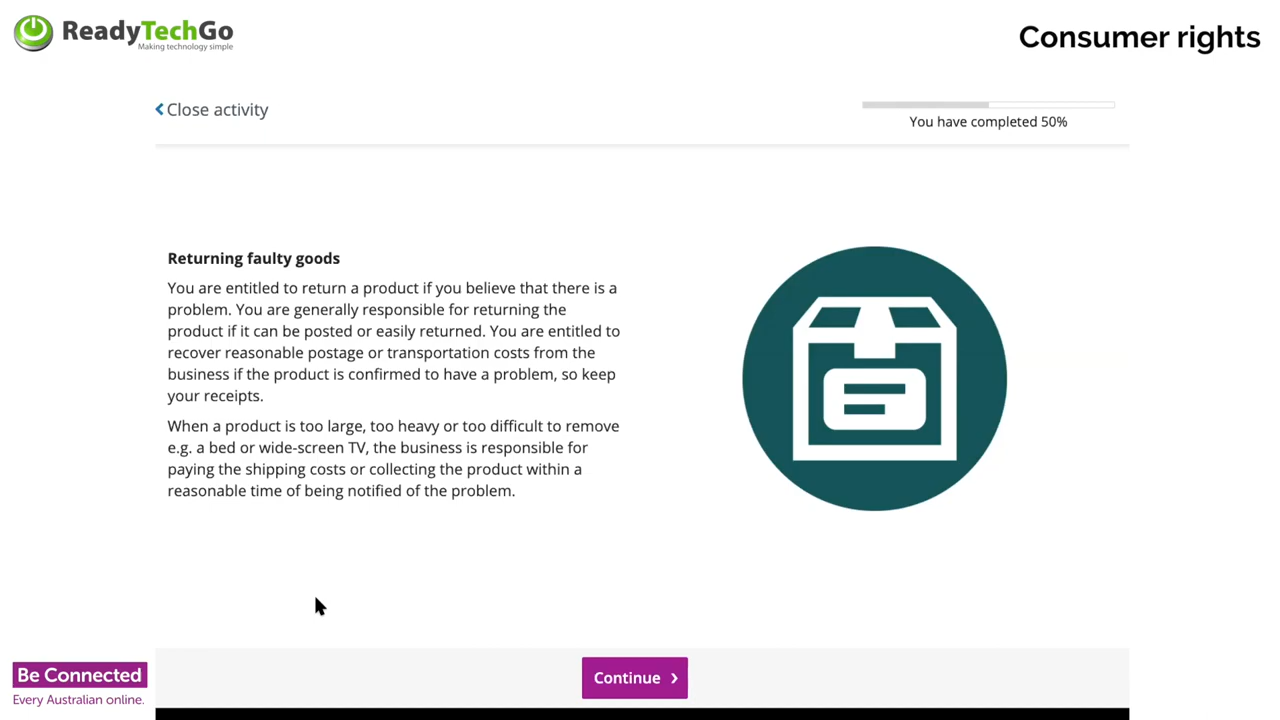 ReadyTechGo
Making technology simple
Consumer rights
Close activity
You have completed 50%
Returning faulty goods
You are entitled to return a product if you believe that there is a
problem. You are generally responsible for returning the
product if it can be posted or easily returned. You are entitled to
recover reasonable postage or transportation costs from the
business if the product is confirmed to have a problem, so keep
your receipts.
When a product is too large, too heavy or too difficult to remove
e.g. a bed or wide-screen TV, the business is responsible for
paying the shipping costs or collecting the product within a
reasonable time of being notified of the problem.
Continue
Be Connected
Every Australian online.